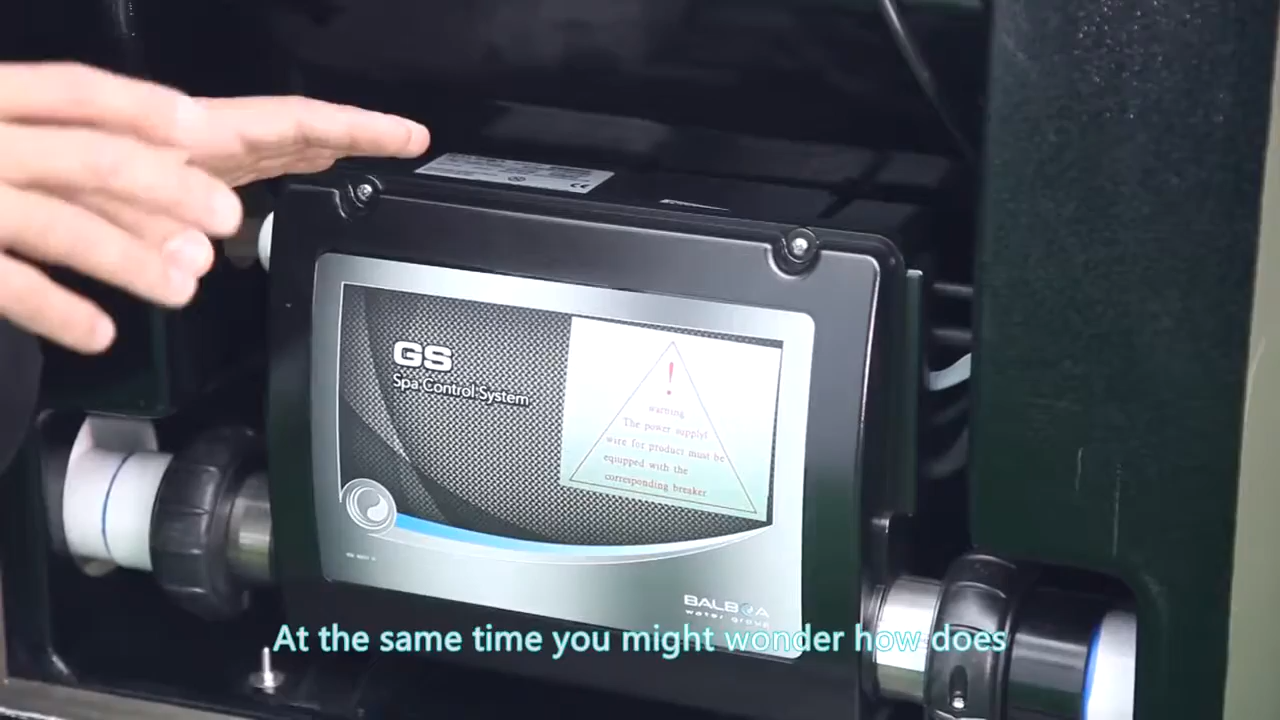 GS
Spa Control System
!
warning
The power supply!
wire for product must be
equipped with the
corresponding breaker
BALBOA
water group
At the same time you might wonder how does